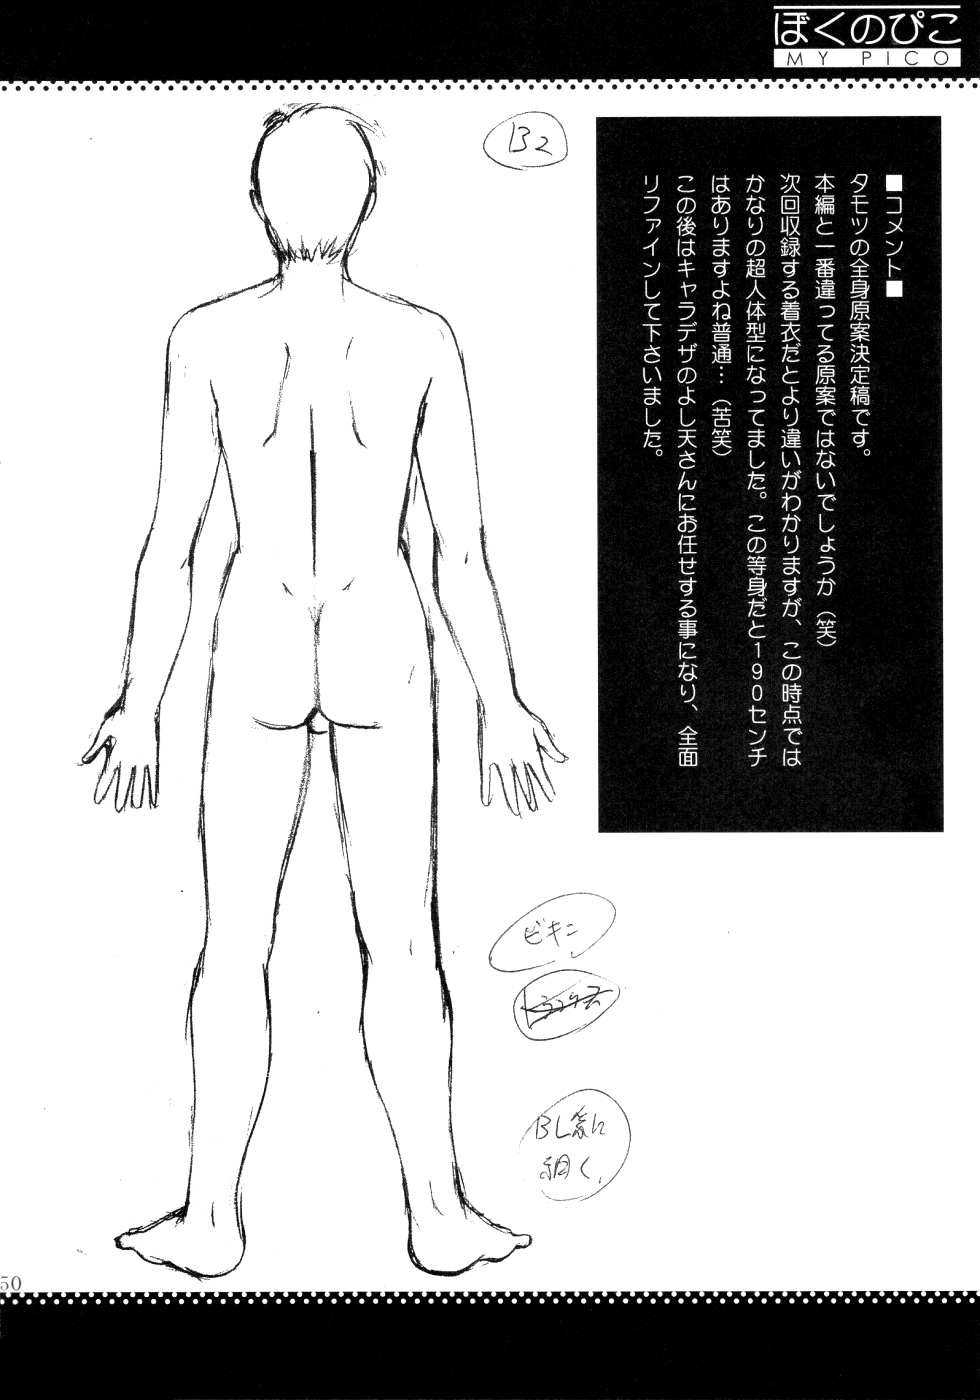 ぼくのぴこ
MY PICO
B2
■コメント■
タモツの全身原案決定稿です。
本編と一番違ってる原案ではないでしょうか（笑）
次回収録する着衣だとより違いがわかりますが、この時点では
かなりの超人体型になってました。この等身だと190センチ
はありますよね普通…（苦笑）
この後はキャラデザのよし天さんにお任せする事になり、全面
リファインして下さいました。
ビキニ
細く
50